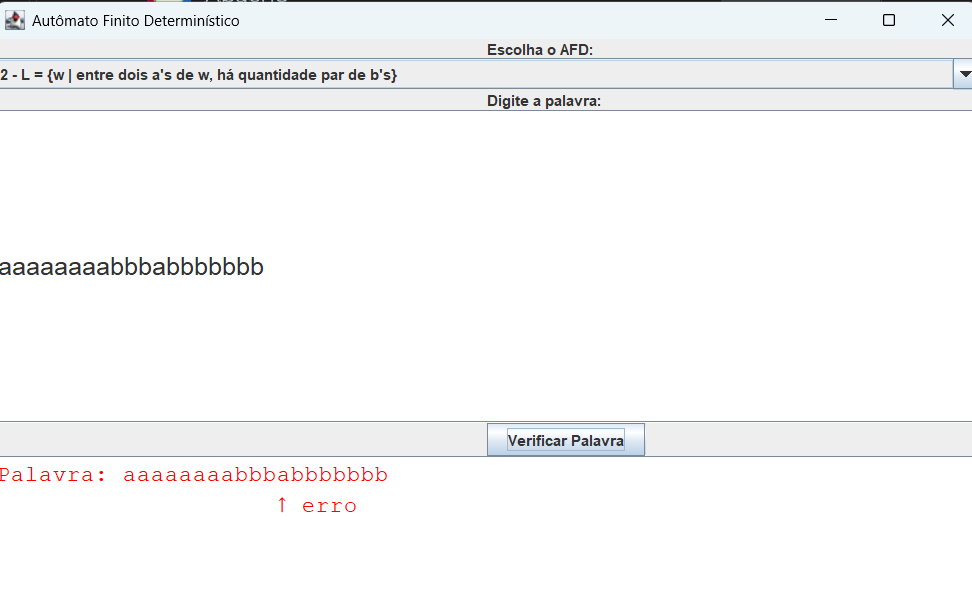 Autômato Finito Determinístico
Escolha o AFD:
2 - L = {w | entre dois a's de w, há quantidade par de b's}
Digite a palavra:
aaaaaaaabbbabbbbbbb
Verificar Palavra
Palavra: aaaaaaaabbbabbbbbbb
↑ erro